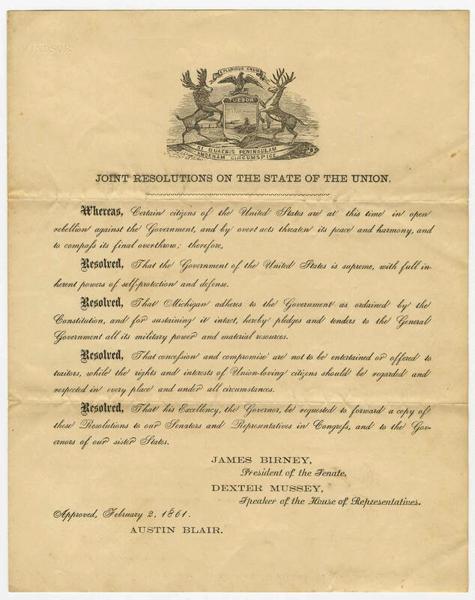 E PLURIBUS UNUM
TUEBOR
SI QUAERIS PENINSULAM
AMOENAM CIRCUMSPICE
JOINT RESOLUTIONS ON THE STATE OF THE UNION.
Whereas, Certain citizens of the United States are at this time in open
rebellion against the Government, and by overt acts threaten its peace and harmony, and
to compass its final overthrow; therefore,
Resolved, That the Government of the United States is supreme, with full in-
herent powers of self-protection and defense.
Resolved, That Michigan adheres to the Government as ordained by the
Constitution, and for sustaining it intact, hereby pledges and tenders to the General
Government all its military power and material resources.
Resolved, That concession and compromise are not to be entertained or offered to
traitors, while the rights and interests of Union-loving citizens should be regarded and
respected in every place and under all circumstances.
Resolved, That his Excellency, the Governor, be requested to forward a copy of
these Resolutions to our Senators and Representatives in Congress, and to the Gov-
ernors of our sister States.
JAMES BIRNEY,
President of the Senate.
DEXTER MUSSEY,
Speaker of the House of Representatives.
Approved, February 2, 1861.
AUSTIN BLAIR.